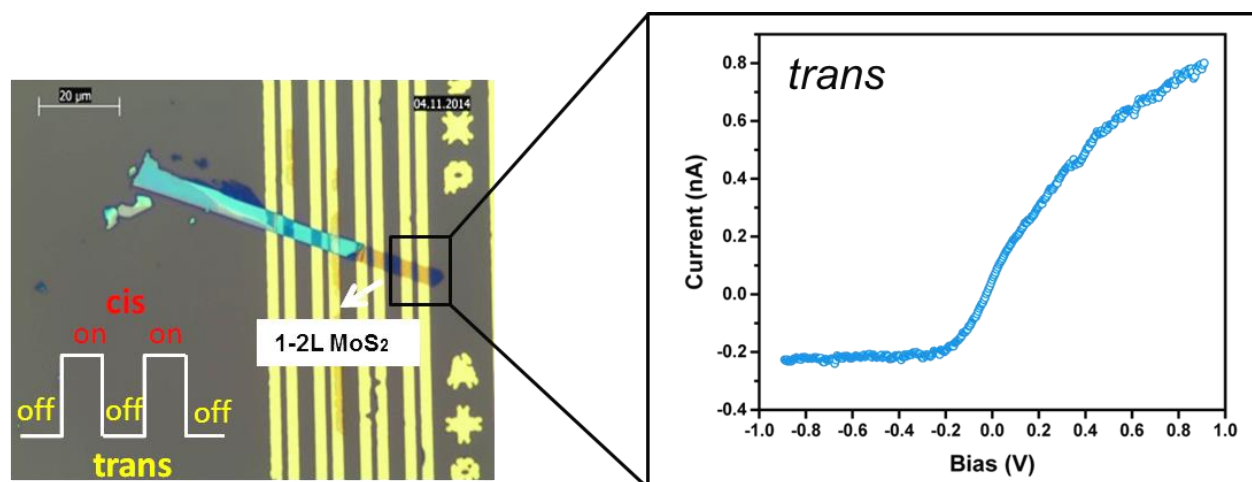 20 µm
04.11.2014
1-2L MoS₂
cis
on on
off off off
trans
trans
Current (nA)
0.8
0.6
0.4
0.2
0.0
-0.2
-0.4
-1.0 -0.8 -0.6 -0.4 -0.2 0.0 0.2 0.4 0.6 0.8 1.0
Bias (V)